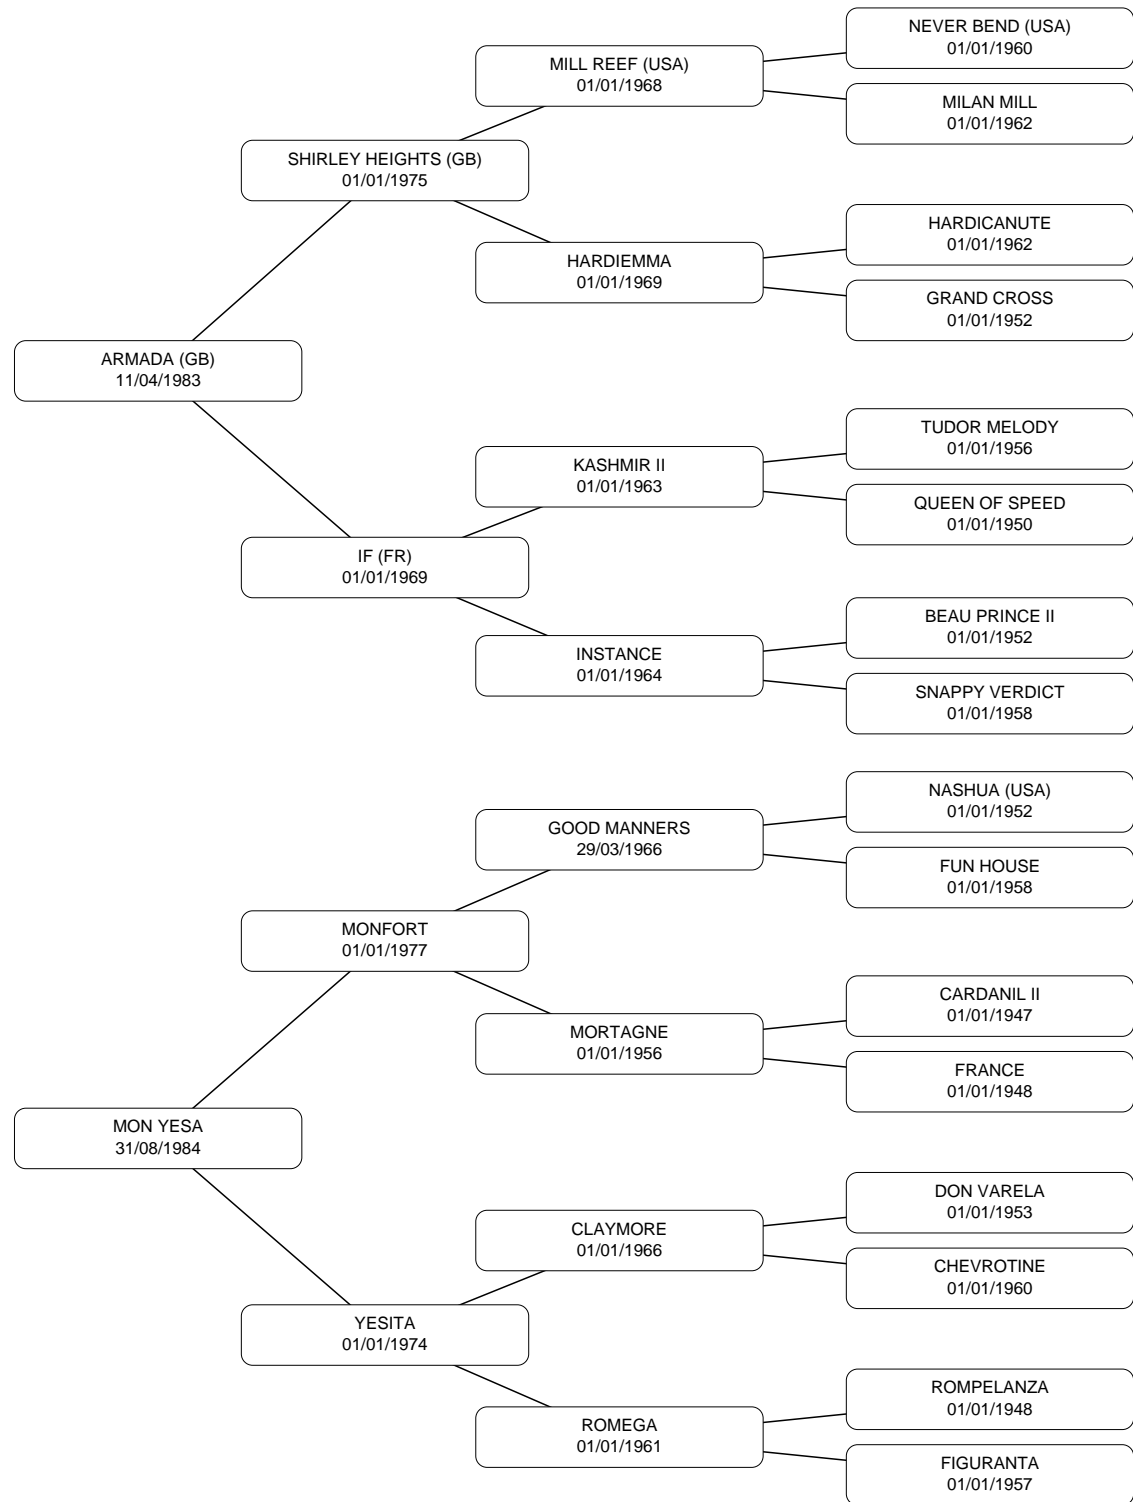 NEVER BEND (USA)
01/01/1960
MILL REEF (USA)
01/01/1968
MILAN MILL
01/01/1962
SHIRLEY HEIGHTS (GB)
01/01/1975
HARDICANUTE
01/01/1962
HARDIEMMA
01/01/1969
GRAND CROSS
01/01/1952
ARMADA (GB)
11/04/1983
TUDOR MELODY
01/01/1956
KASHMIR II
01/01/1963
QUEEN OF SPEED
01/01/1950
IF (FR)
01/01/1969
BEAU PRINCE II
01/01/1952
INSTANCE
01/01/1964
SNAPPY VERDICT
01/01/1958
NASHUA (USA)
01/01/1952
GOOD MANNERS
29/03/1966
FUN HOUSE
01/01/1958
MONFORT
01/01/1977
CARDANIL II
01/01/1947
MORTAGNE
01/01/1956
FRANCE
01/01/1948
MON YESA
31/08/1984
DON VARELA
01/01/1953
CLAYMORE
01/01/1966
CHEVROTINE
01/01/1960
YESITA
01/01/1974
ROMPELANZA
01/01/1948
ROMEGA
01/01/1961
FIGURANTA
01/01/1957